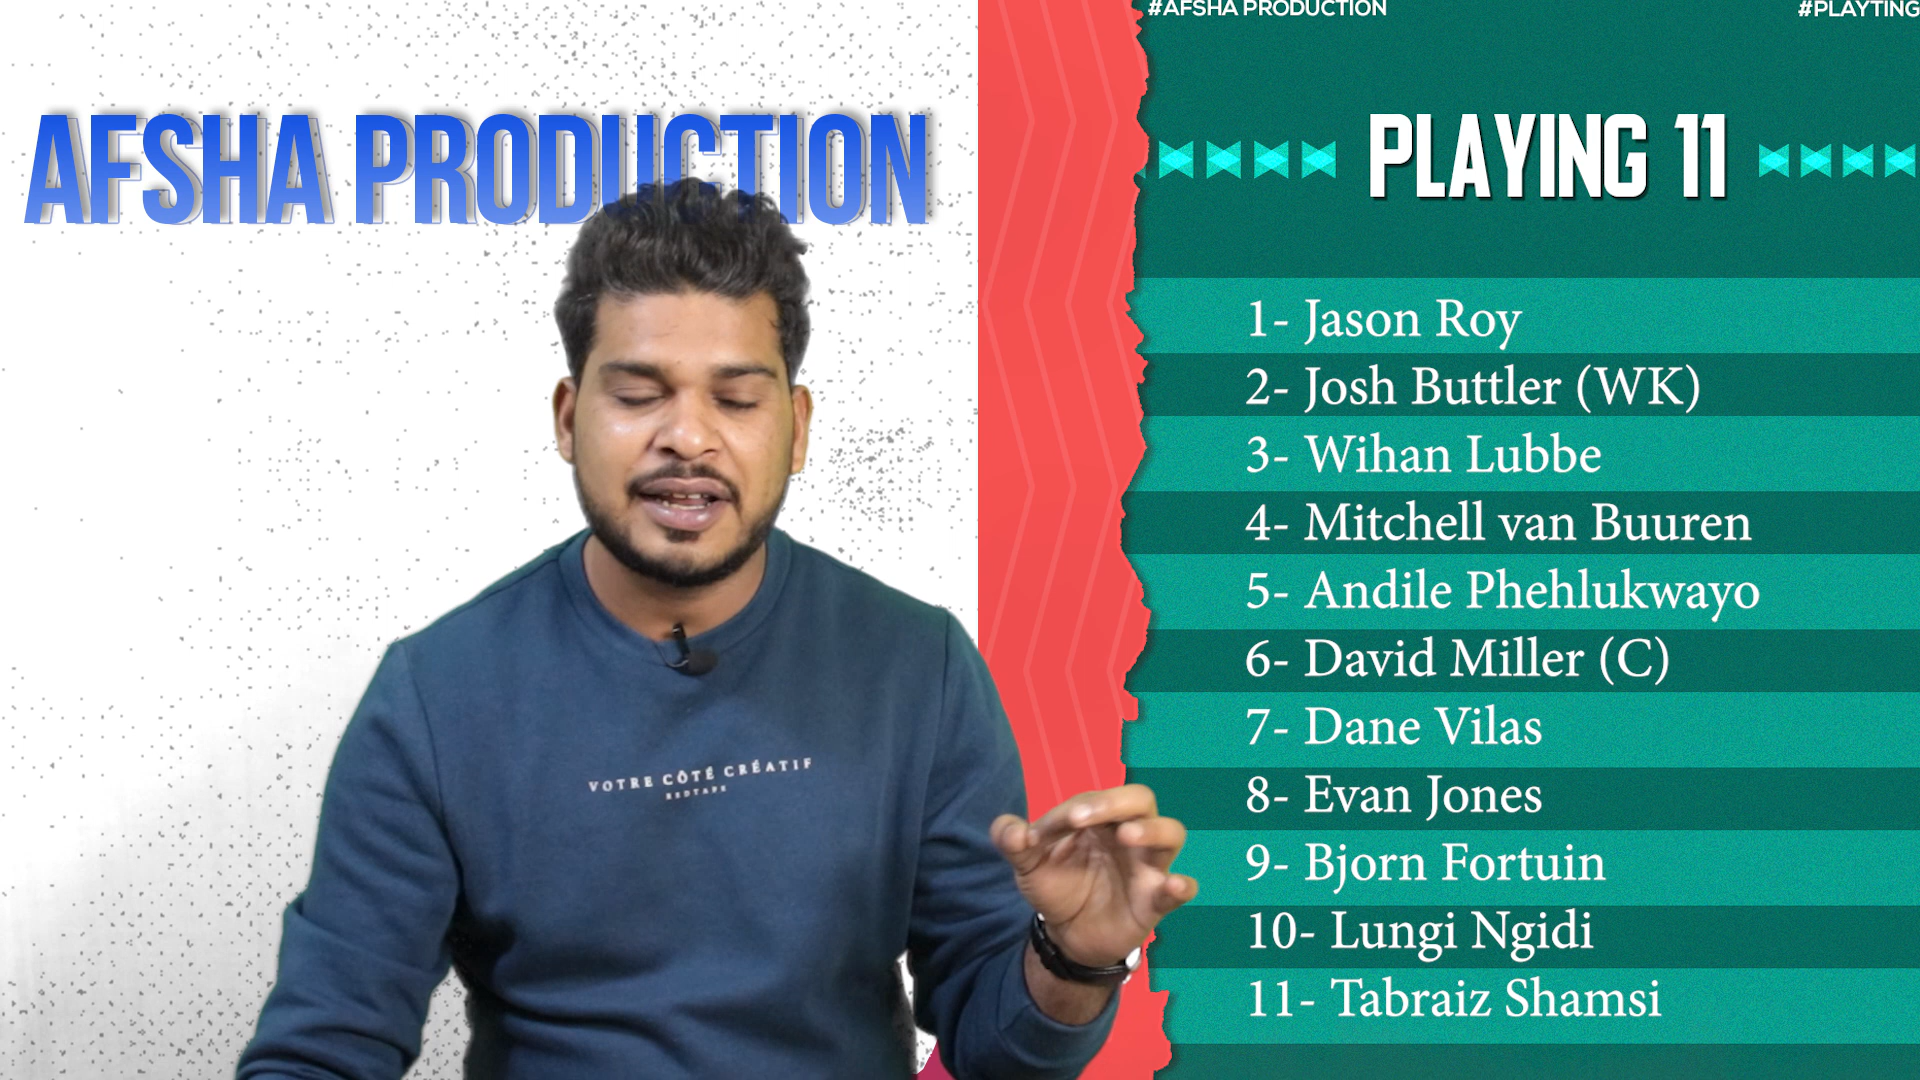 AFSHA PRODUCTION
VOTRE CÔTÉ CRÉATIF
REDTAPE
#AFSHA PRODUCTION
#PLAYTING
PLAYING 11
1- Jason Roy
2- Josh Buttler (WK)
3- Wihan Lubbe
4- Mitchell van Buuren
5- Andile Phehlukwayo
6- David Miller (C)
7- Dane Vilas
8- Evan Jones
9- Bjorn Fortuin
10- Lungi Ngidi
11- Tabraiz Shamsi